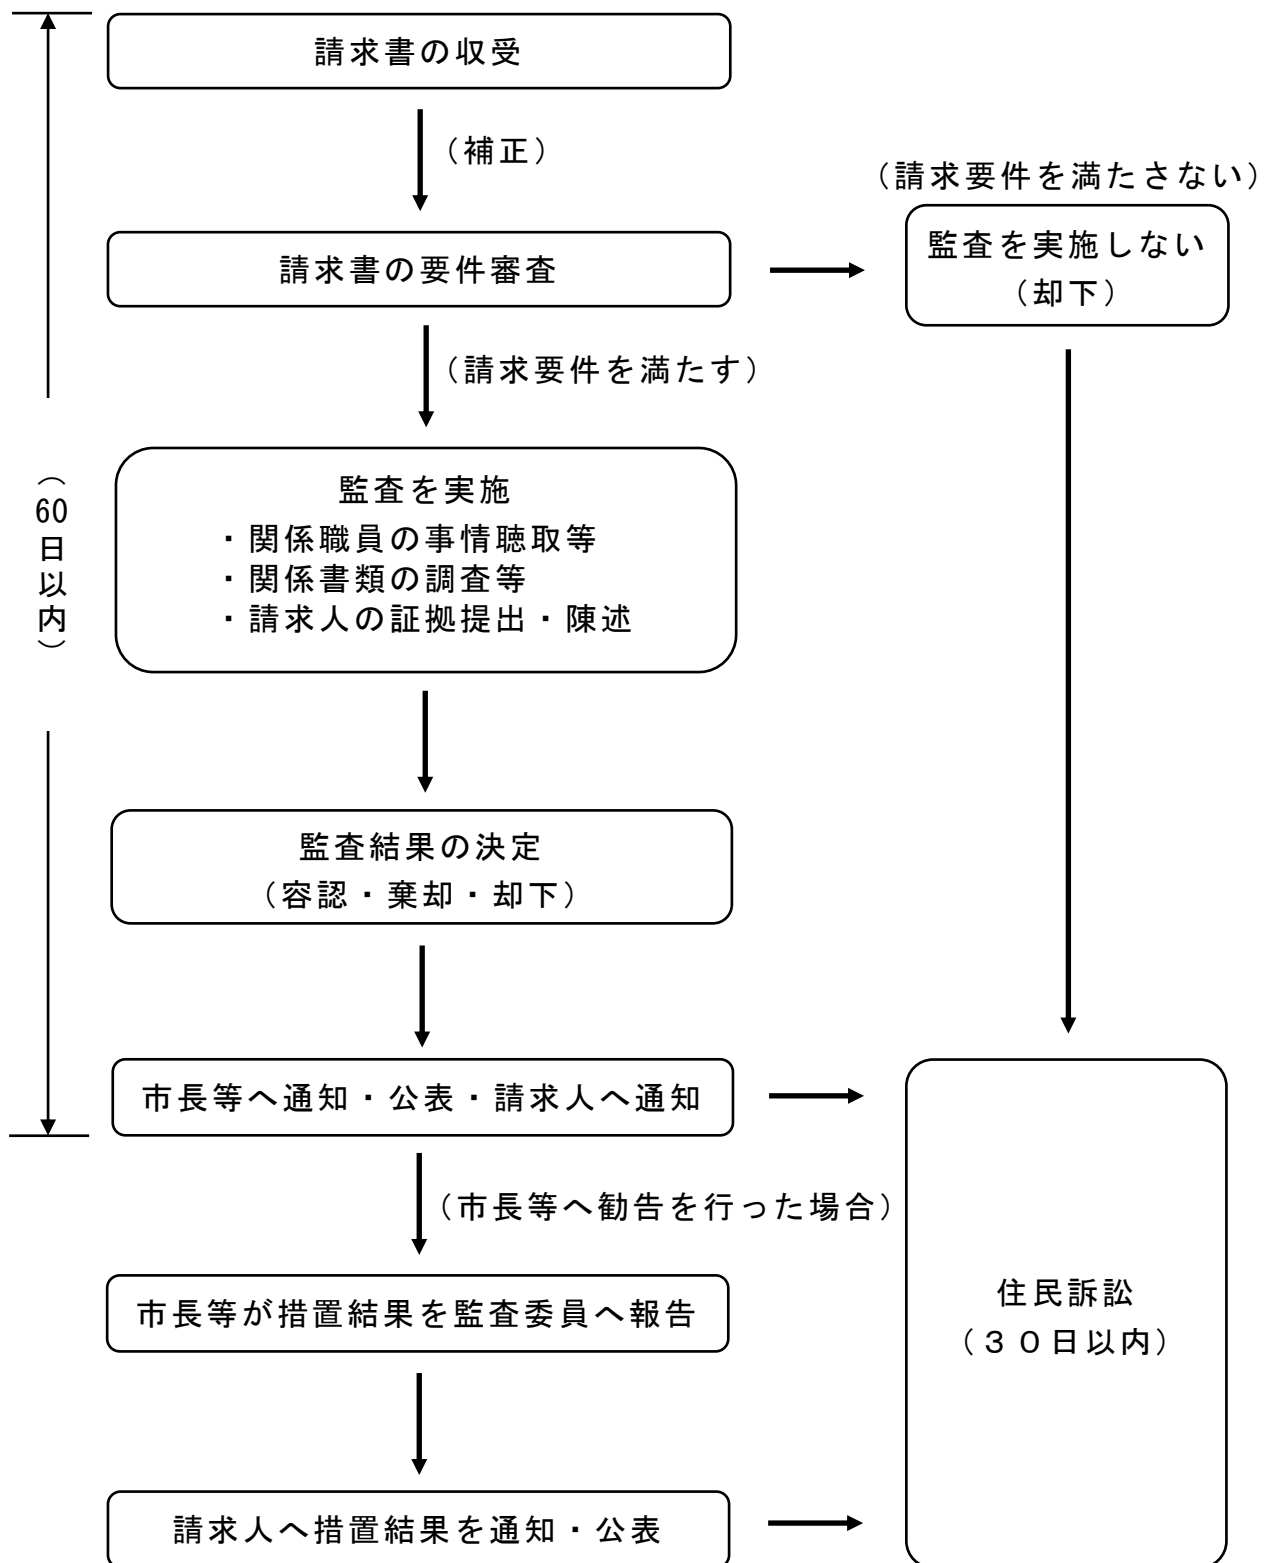 請求書の収受
（補正）
（請求要件を満たさない）
請求書の要件審査
監査を実施しない
（却下）
（請求要件を満たす）
（60日以内）
監査を実施
・関係職員の事情聴取等
・関係書類の調査等
・請求人の証拠提出・陳述
監査結果の決定
（容認・棄却・却下）
市長等へ通知・公表・請求人へ通知
（市長等へ勧告を行った場合）
市長等が措置結果を監査委員へ報告
住民訴訟
（３０日以内）
請求人へ措置結果を通知・公表